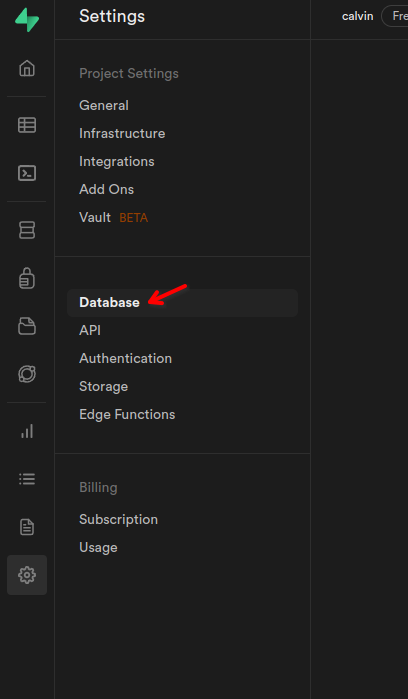 Settings
calvin
Project Settings
General
Infrastructure
Integrations
Add Ons
Vault BETA
Database
API
Authentication
Storage
Edge Functions
Billing
Subscription
Usage